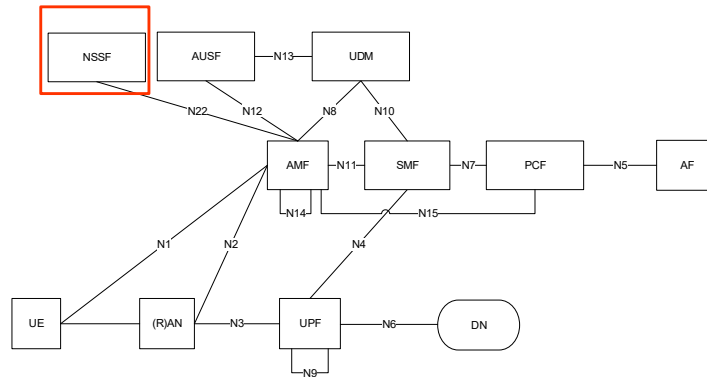 NSSF
AUSF
N13
UDM
N22
N12
N8
N10
AMF
N11
SMF
N7
PCF
N5
AF
N14
N15
N1
N2
N4
UE
(R)AN
N3
UPF
N6
DN
N9